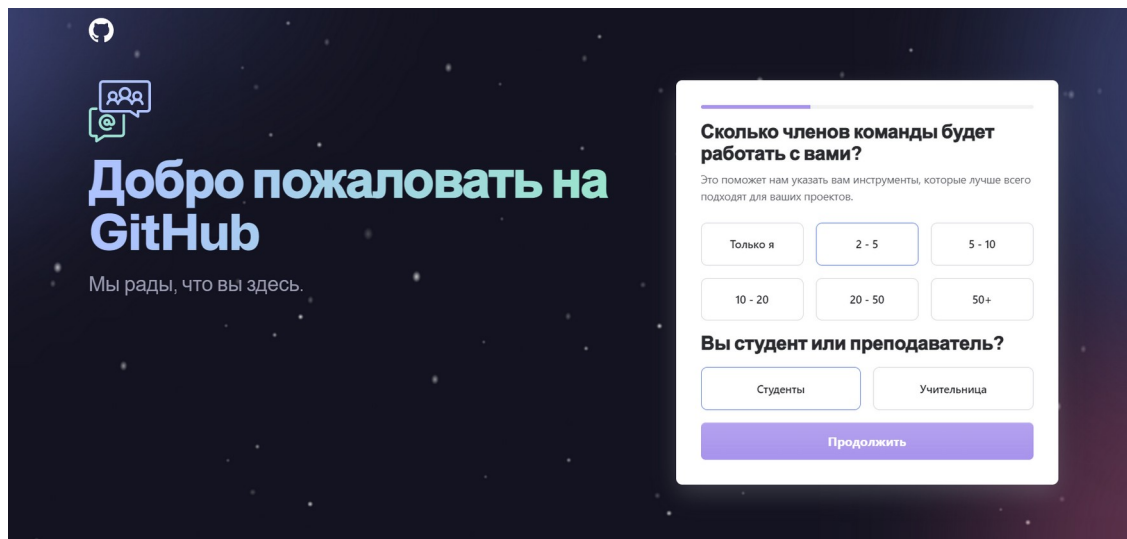 Добро пожаловать на
GitHub
Мы рады, что вы здесь.
Сколько членов команды будет
работать с вами?
Это поможет нам указать вам инструменты, которые лучше всего
подходят для ваших проектов.
Только я
2 - 5
5 - 10
10 - 20
20 - 50
50+
Вы студент или преподаватель?
Студенты
Учительница
Продолжить